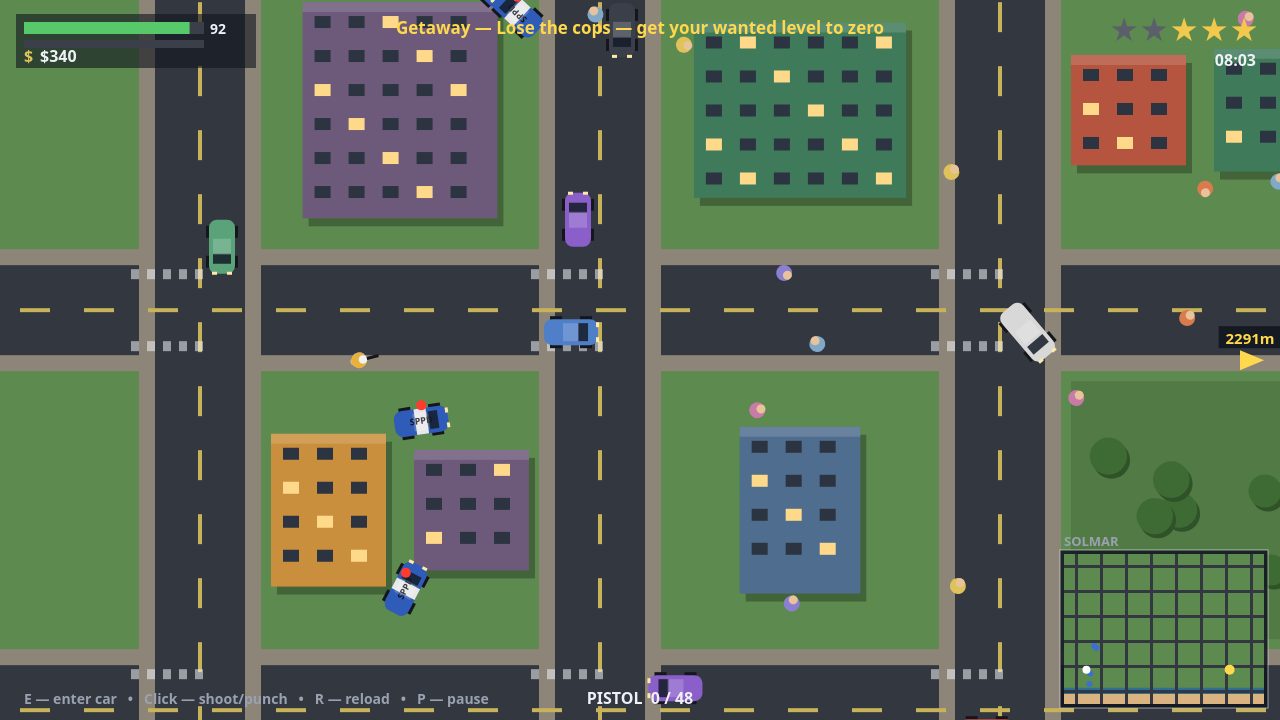 92
$ $340
Getaway — Lose the cops — get your wanted level to zero
08:03
2291m
SPPD
SOLMAR
E — enter car • Click — shoot/punch • R — reload • P — pause
PISTOL 0 / 48